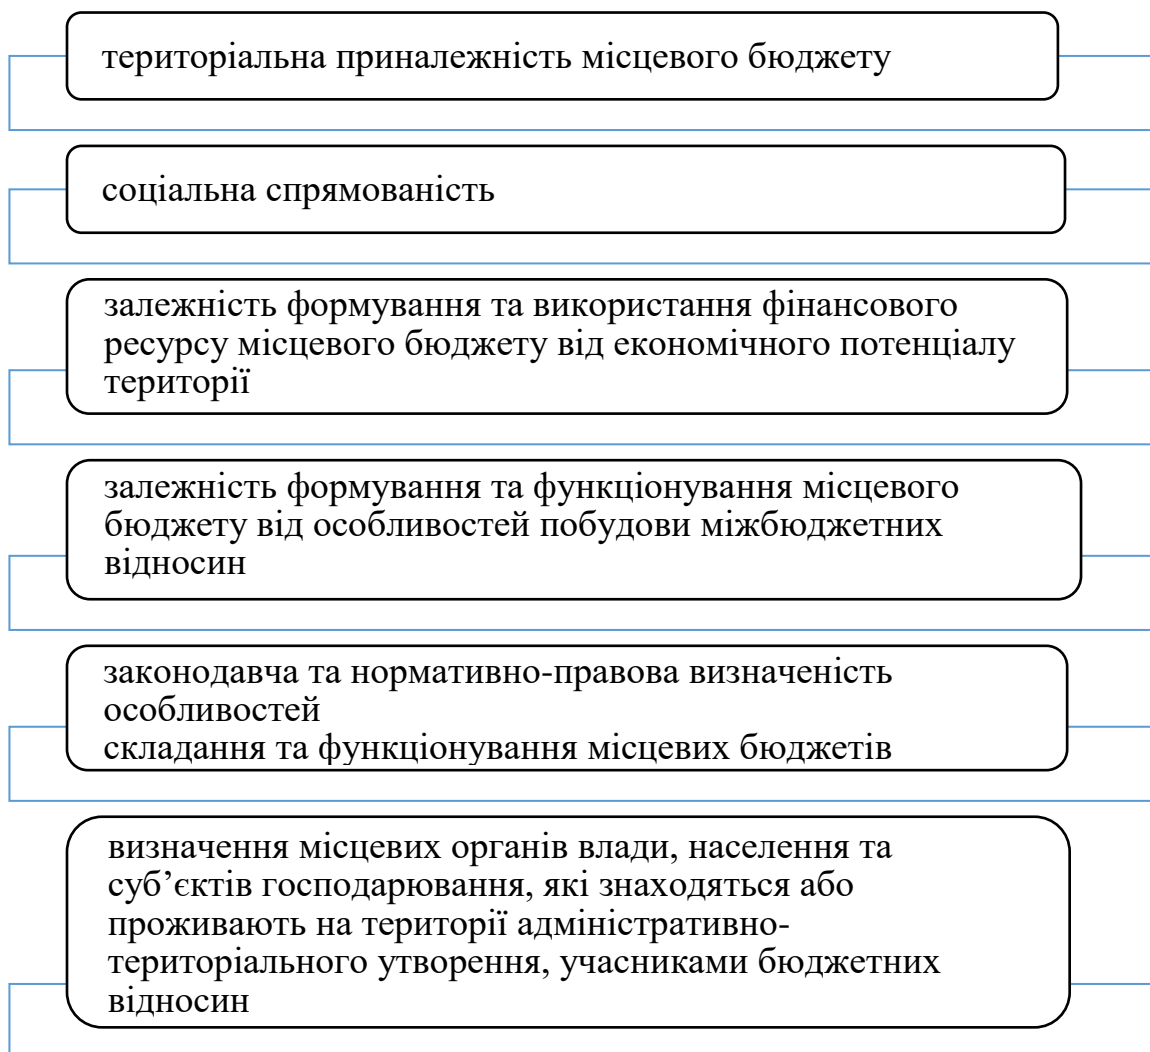 територіальна приналежність місцевого бюджету
соціальна спрямованість
залежність формування та використання фінансового
ресурсу місцевого бюджету від економічного потенціалу
території
залежність формування та функціонування місцевого
бюджету від особливостей побудови міжбюджетних
відносин
законодавча та нормативно-правова визначеність
особливостей
складання та функціонування місцевих бюджетів
визначення місцевих органів влади, населення та
суб’єктів господарювання, які знаходяться або
проживають на території адміністративно-
територіального утворення, учасниками бюджетних
відносин